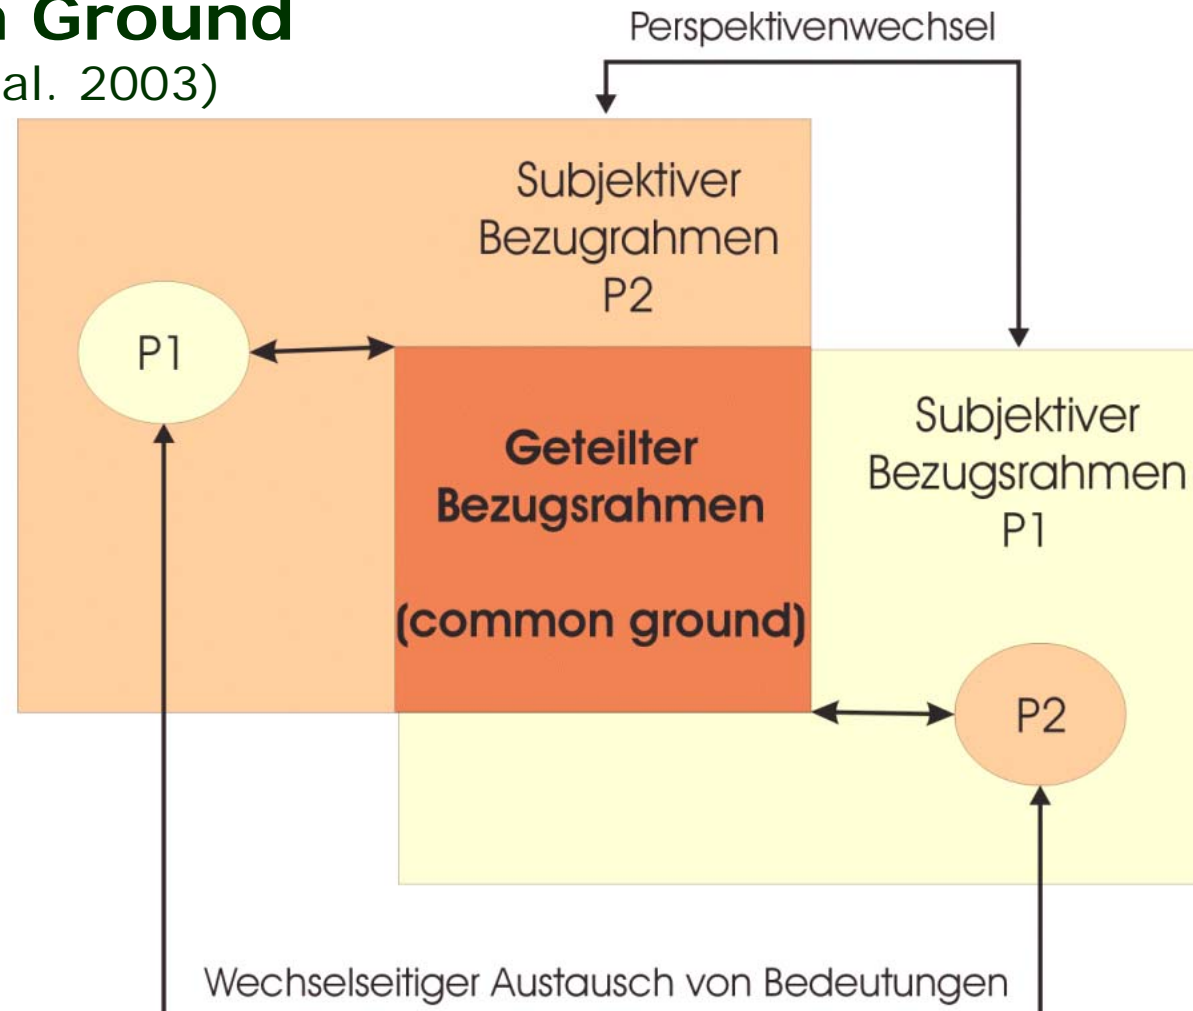 Ground
al. 2003)
Perspektivenwechsel
Subjektiver
Bezugrahmen
P2
P1
Geteilter
Bezugsrahmen
(common ground)
Subjektiver
Bezugsrahmen
P1
P2
Wechselseitiger Austausch von Bedeutungen